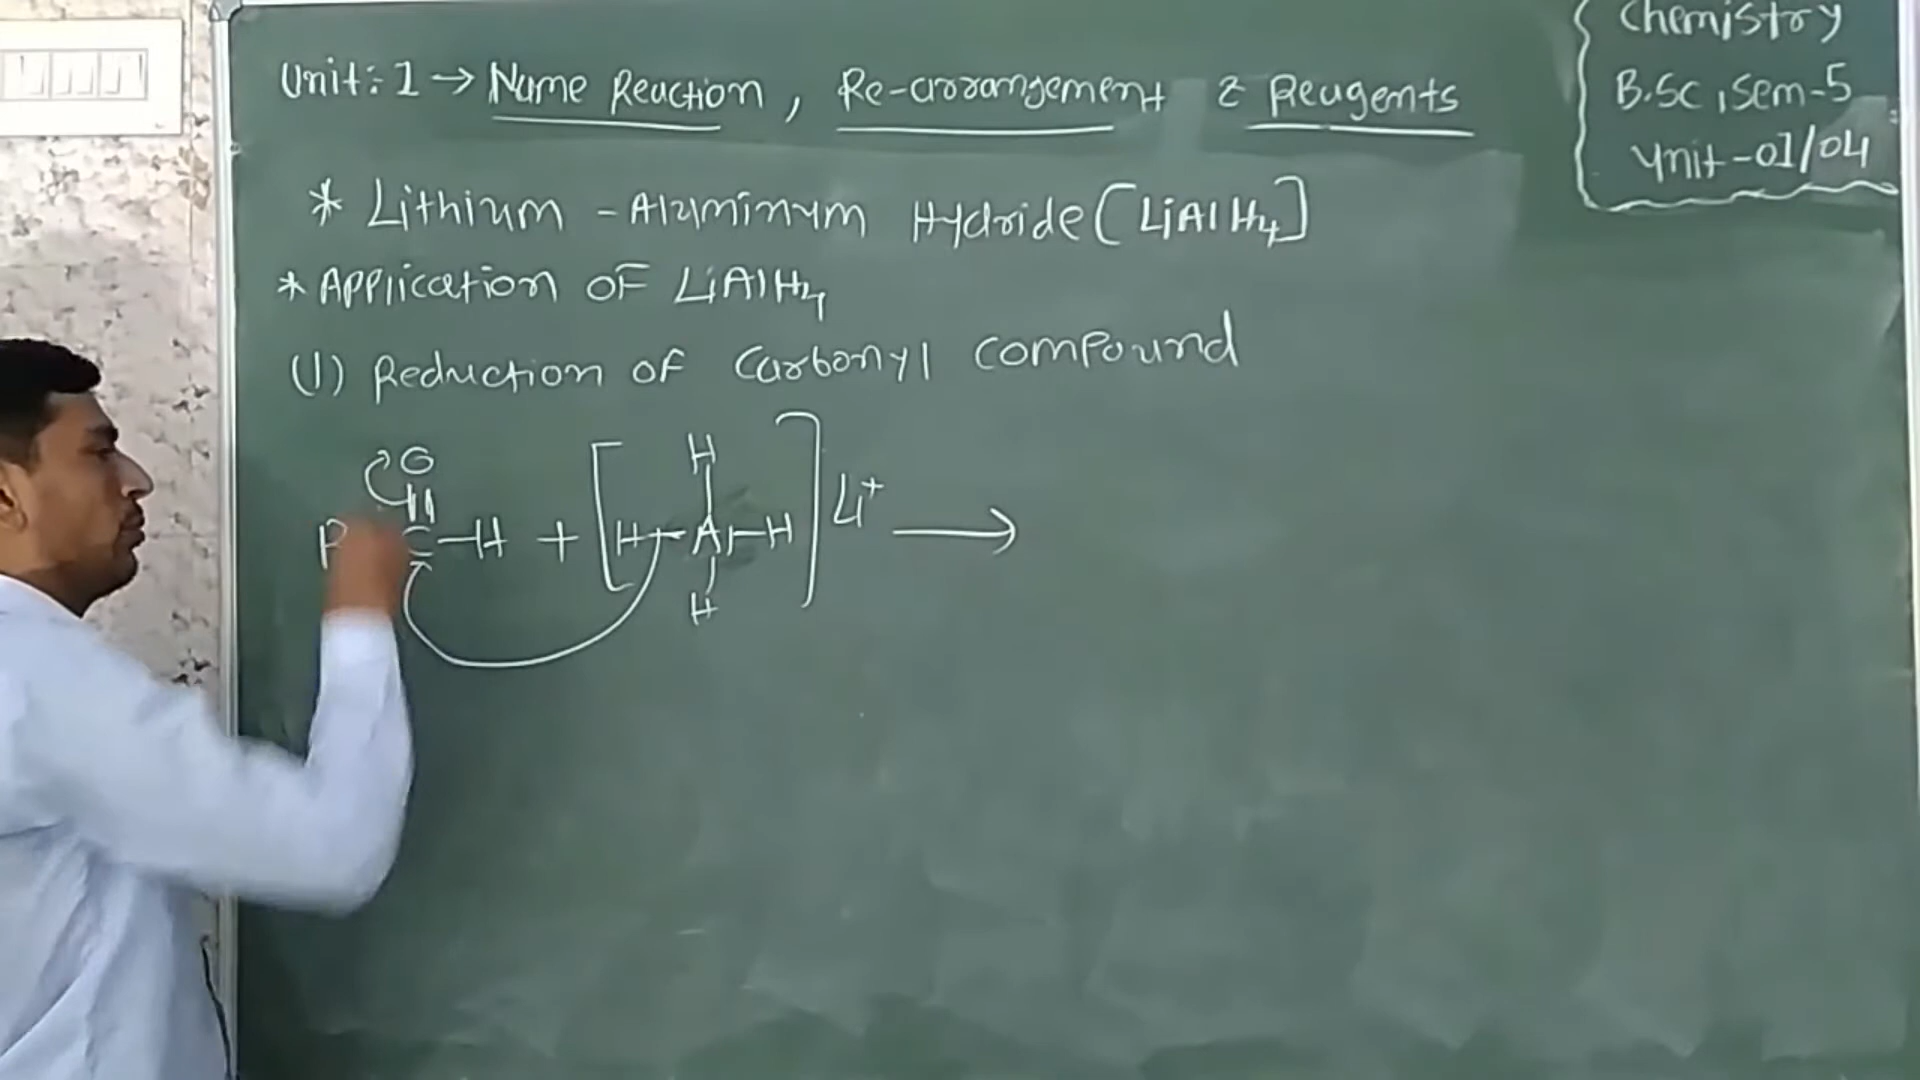 Chemistry
B.Sc, Sem-5
Unit-01/04
Unit:1 → Name Reaction, Re-arrangement & Reagents
* Lithium - Aluminium Hydride [LiAlH4]
* Application OF LiAlH4
(1) Reduction of Carbonyl Compound
O H
R C-H + [H-Al-H] Li+ →
H